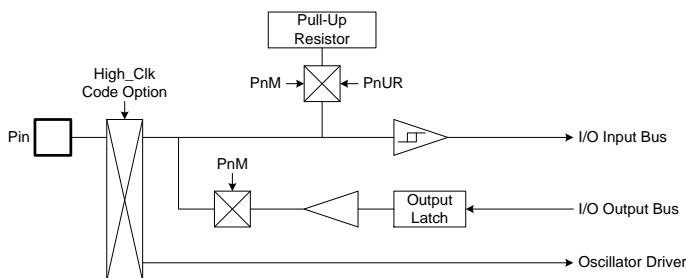 Pull-Up
Resistor
High_Clk
Code Option
PnM
PnUR
Pin
I/O Input Bus
PnM
Output
Latch
I/O Output Bus
Oscillator Driver